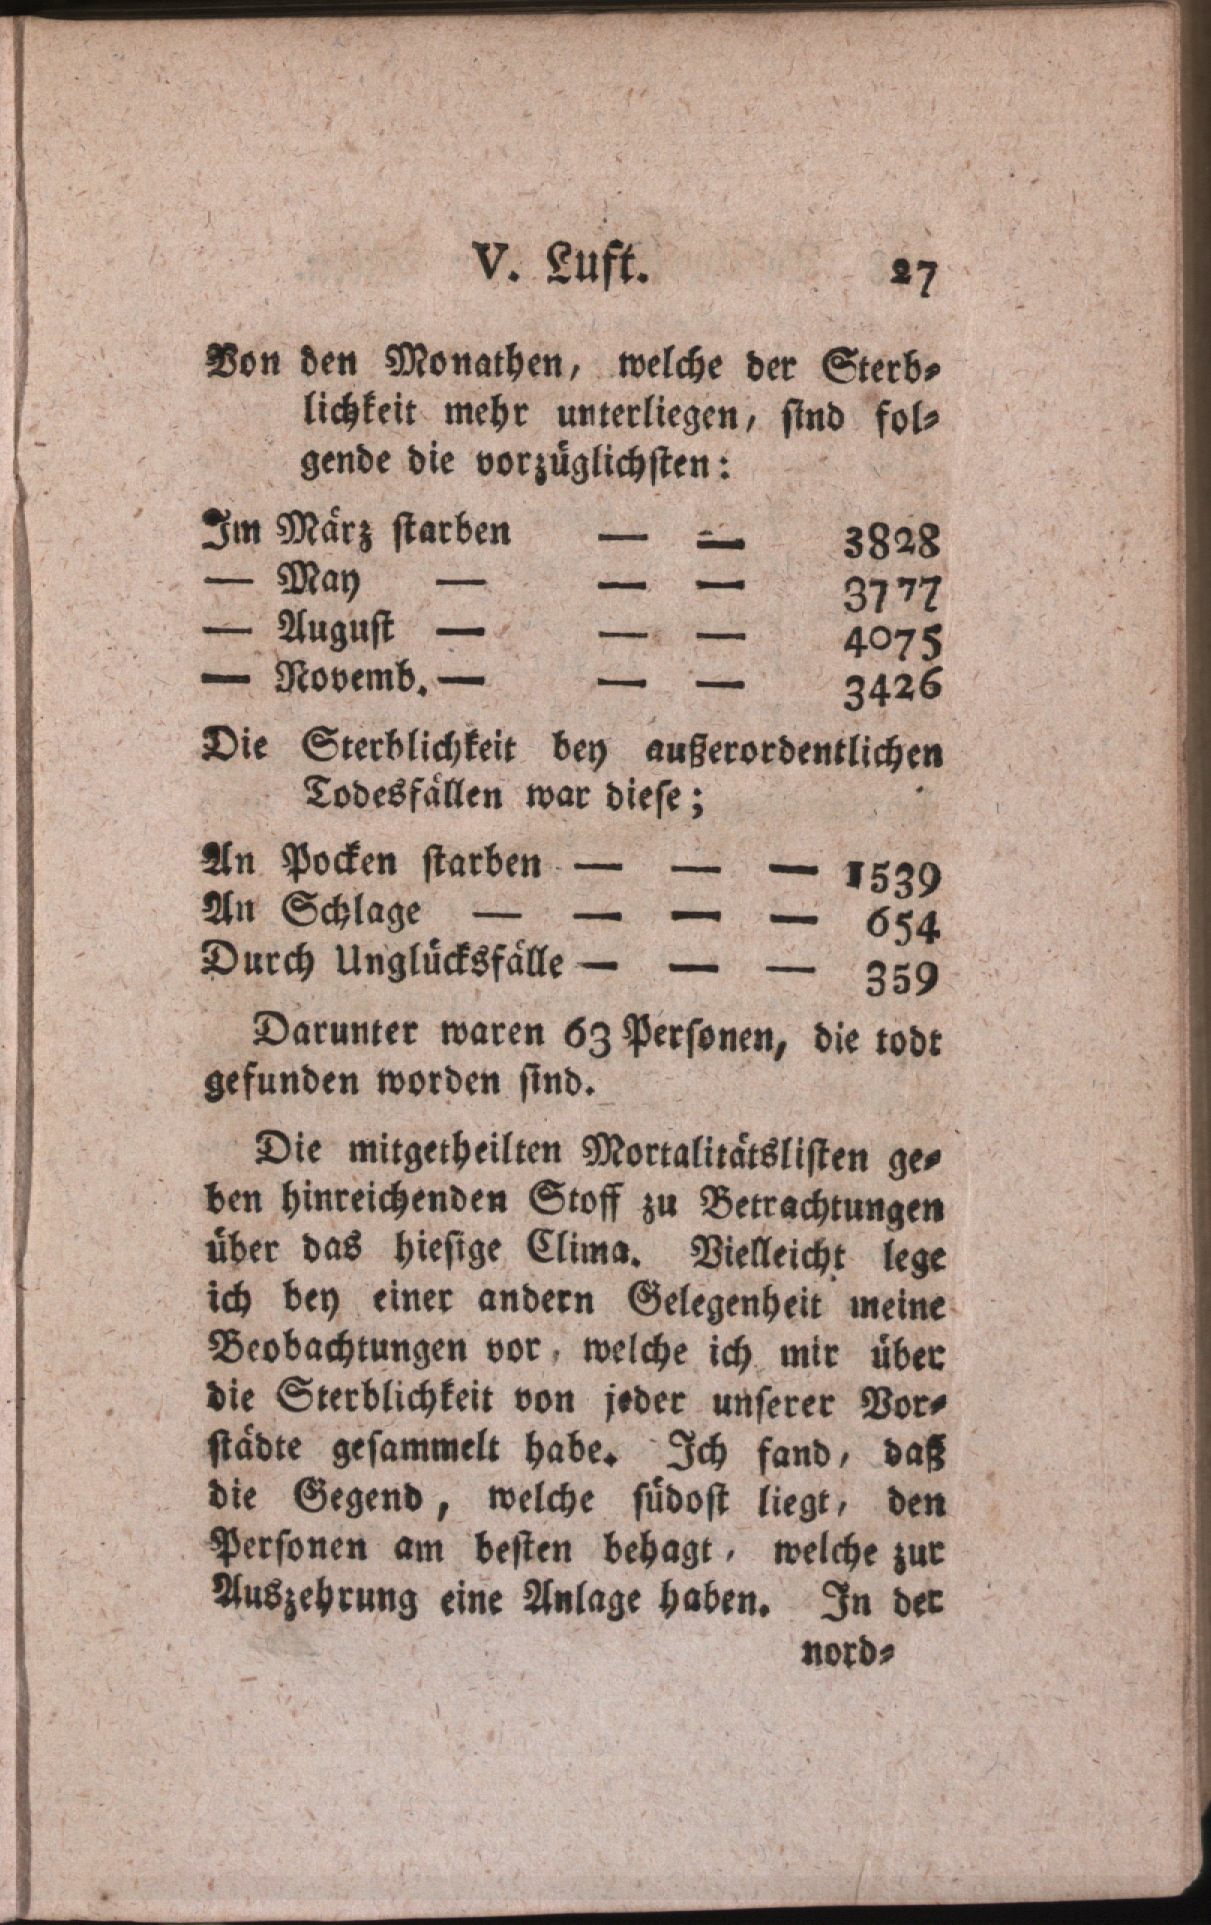 V. Luft. 27
Von den Monathen, welche der Sterb-
lichkeit mehr unterliegen, sind fol-
gende die vorzüglichsten:
Im März starben — — 3828
— May — — — 3777
— August — — — 4075
— Novemb. — — — 3426
Die Sterblichkeit bey außerordentlichen
Todesfällen war diese;
An Pocken starben — — — 1539
An Schlage — — — — 654
Durch Unglücksfälle — — — 359
Darunter waren 63 Personen, die todt
gefunden worden sind.
Die mitgetheilten Mortalitätslisten ge-
ben hinreichenden Stoff zu Betrachtungen
über das hiesige Clima. Vielleicht lege
ich bey einer andern Gelegenheit meine
Beobachtungen vor, welche ich mir über
die Sterblichkeit von jeder unserer Vor-
städte gesammelt habe. Ich fand, daß
die Gegend, welche südost liegt, den
Personen am besten behagt, welche zur
Auszehrung eine Anlage haben. In der
nord-